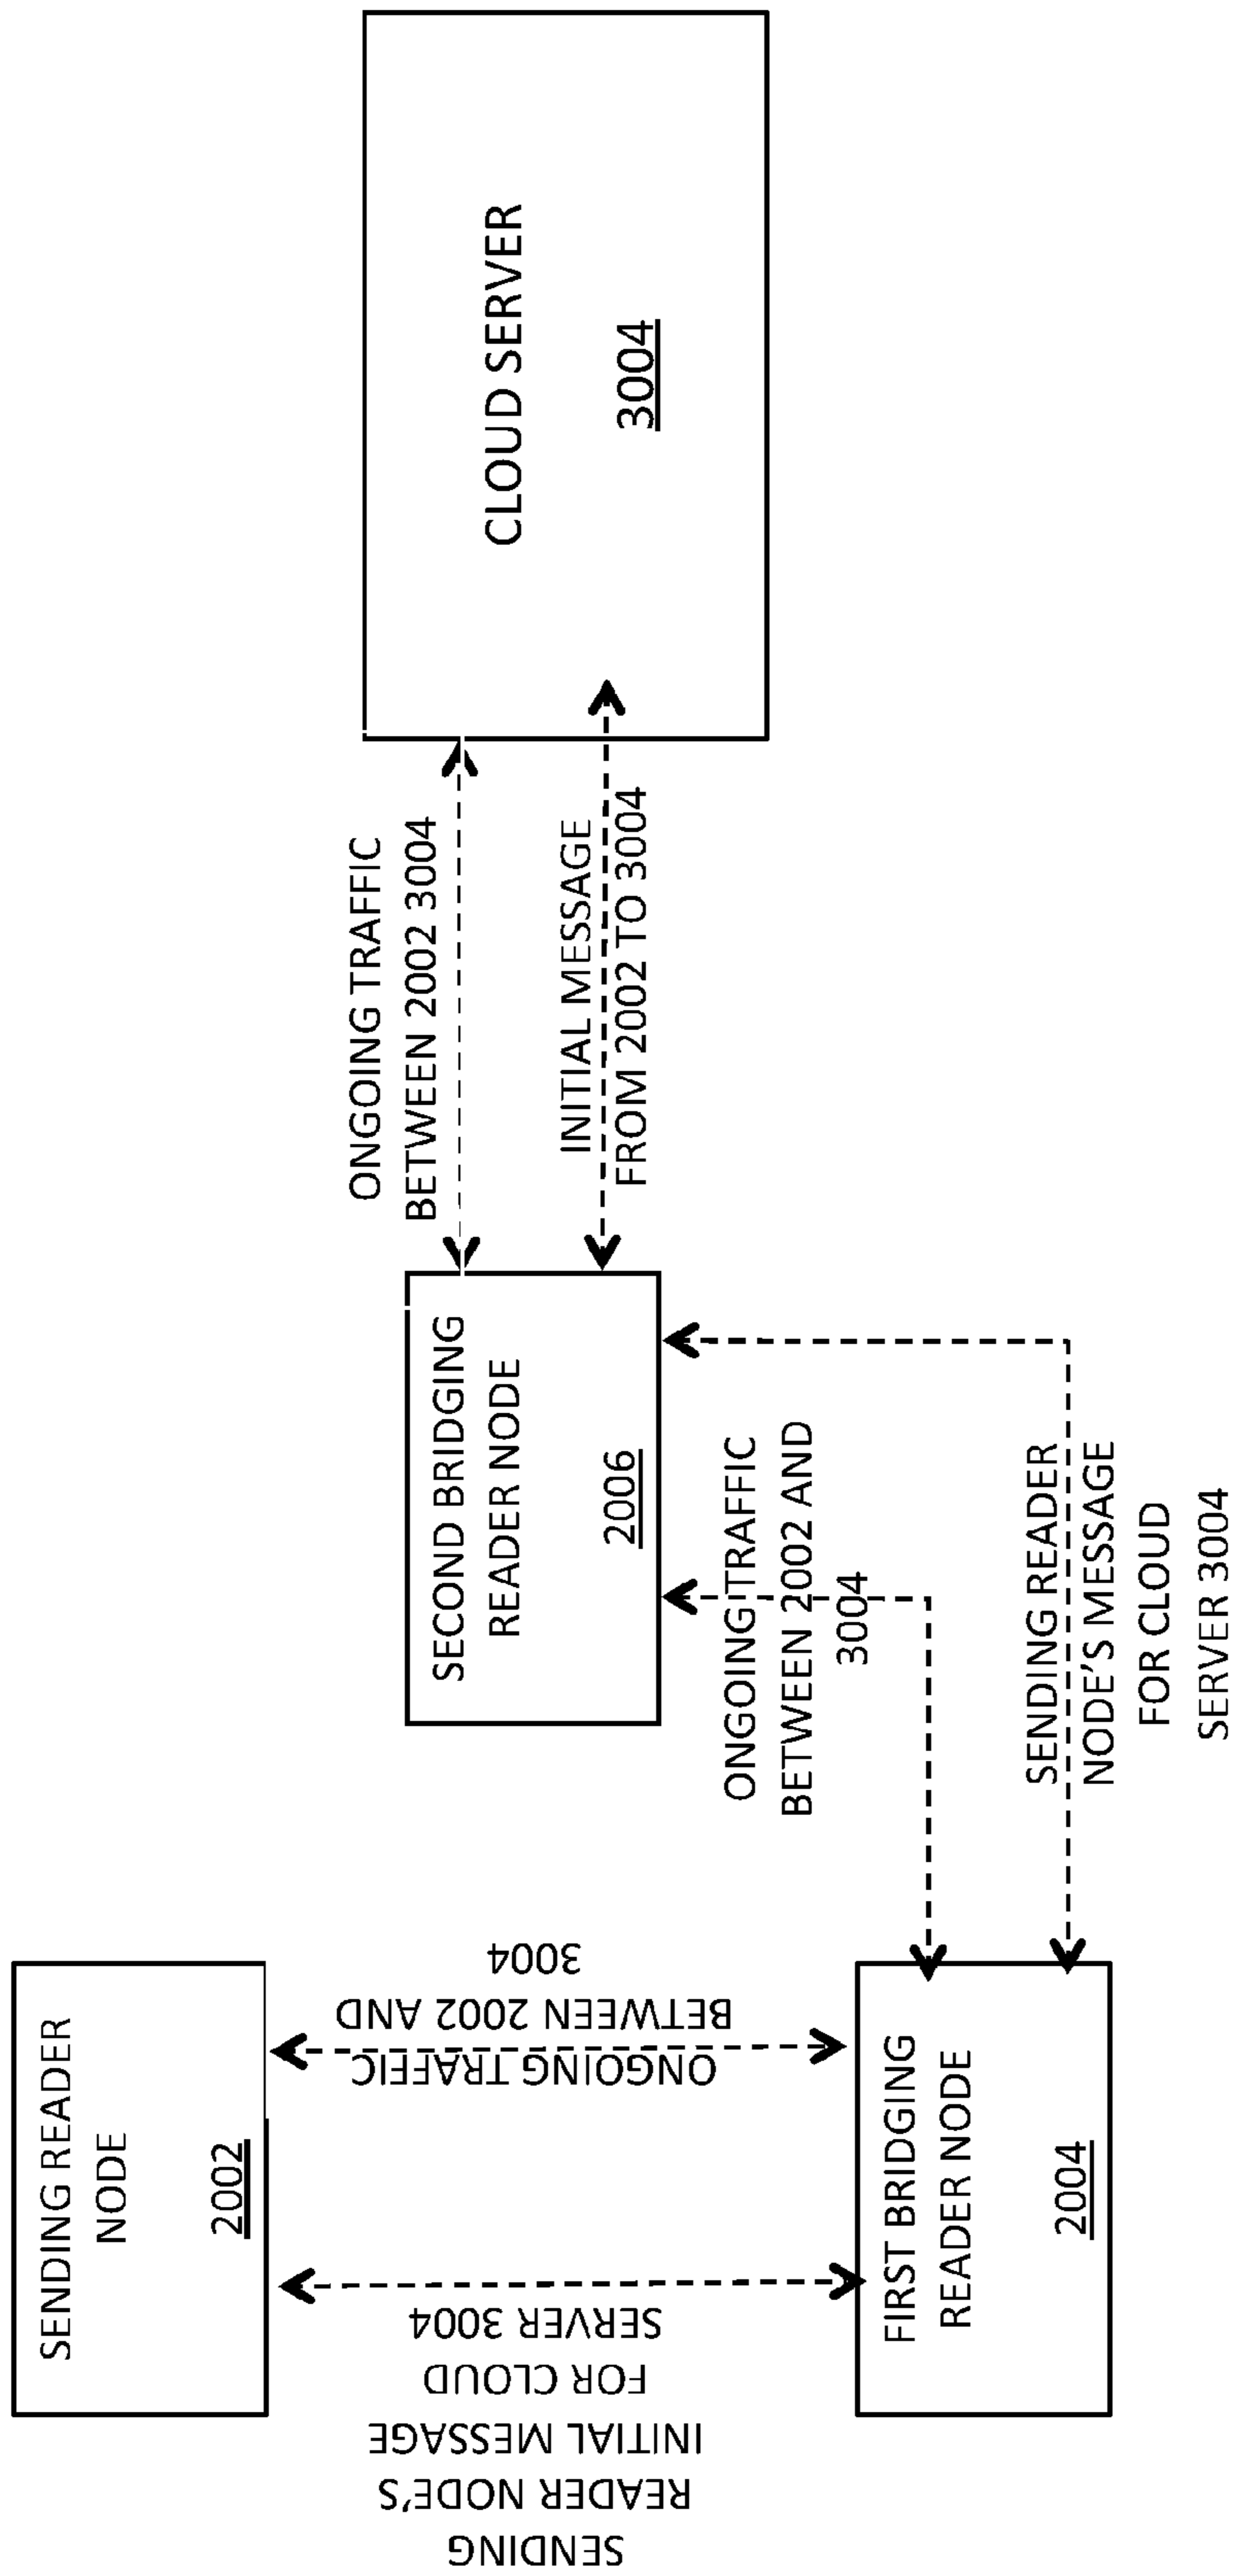 SENDING READER
NODE
2002
SENDING
READER NODE'S
INITIAL MESSAGE
FOR CLOUD
SERVER 3004
ONGOING TRAFFIC
BETWEEN 2002 AND
3004
FIRST BRIDGING
READER NODE
2004
SECOND BRIDGING
READER NODE
2006
ONGOING TRAFFIC
BETWEEN 2002 AND
3004
SENDING READER
NODE'S MESSAGE
FOR CLOUD
SERVER 3004
ONGOING TRAFFIC
BETWEEN 2002 3004
INITIAL MESSAGE
FROM 2002 TO 3004
CLOUD SERVER
3004